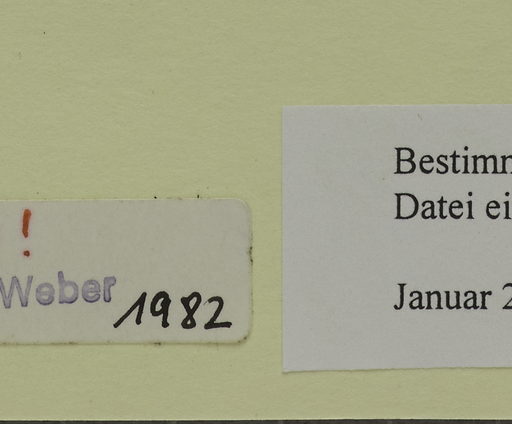 !
Weber 1982
Bestimm
Datei ei
Januar 2